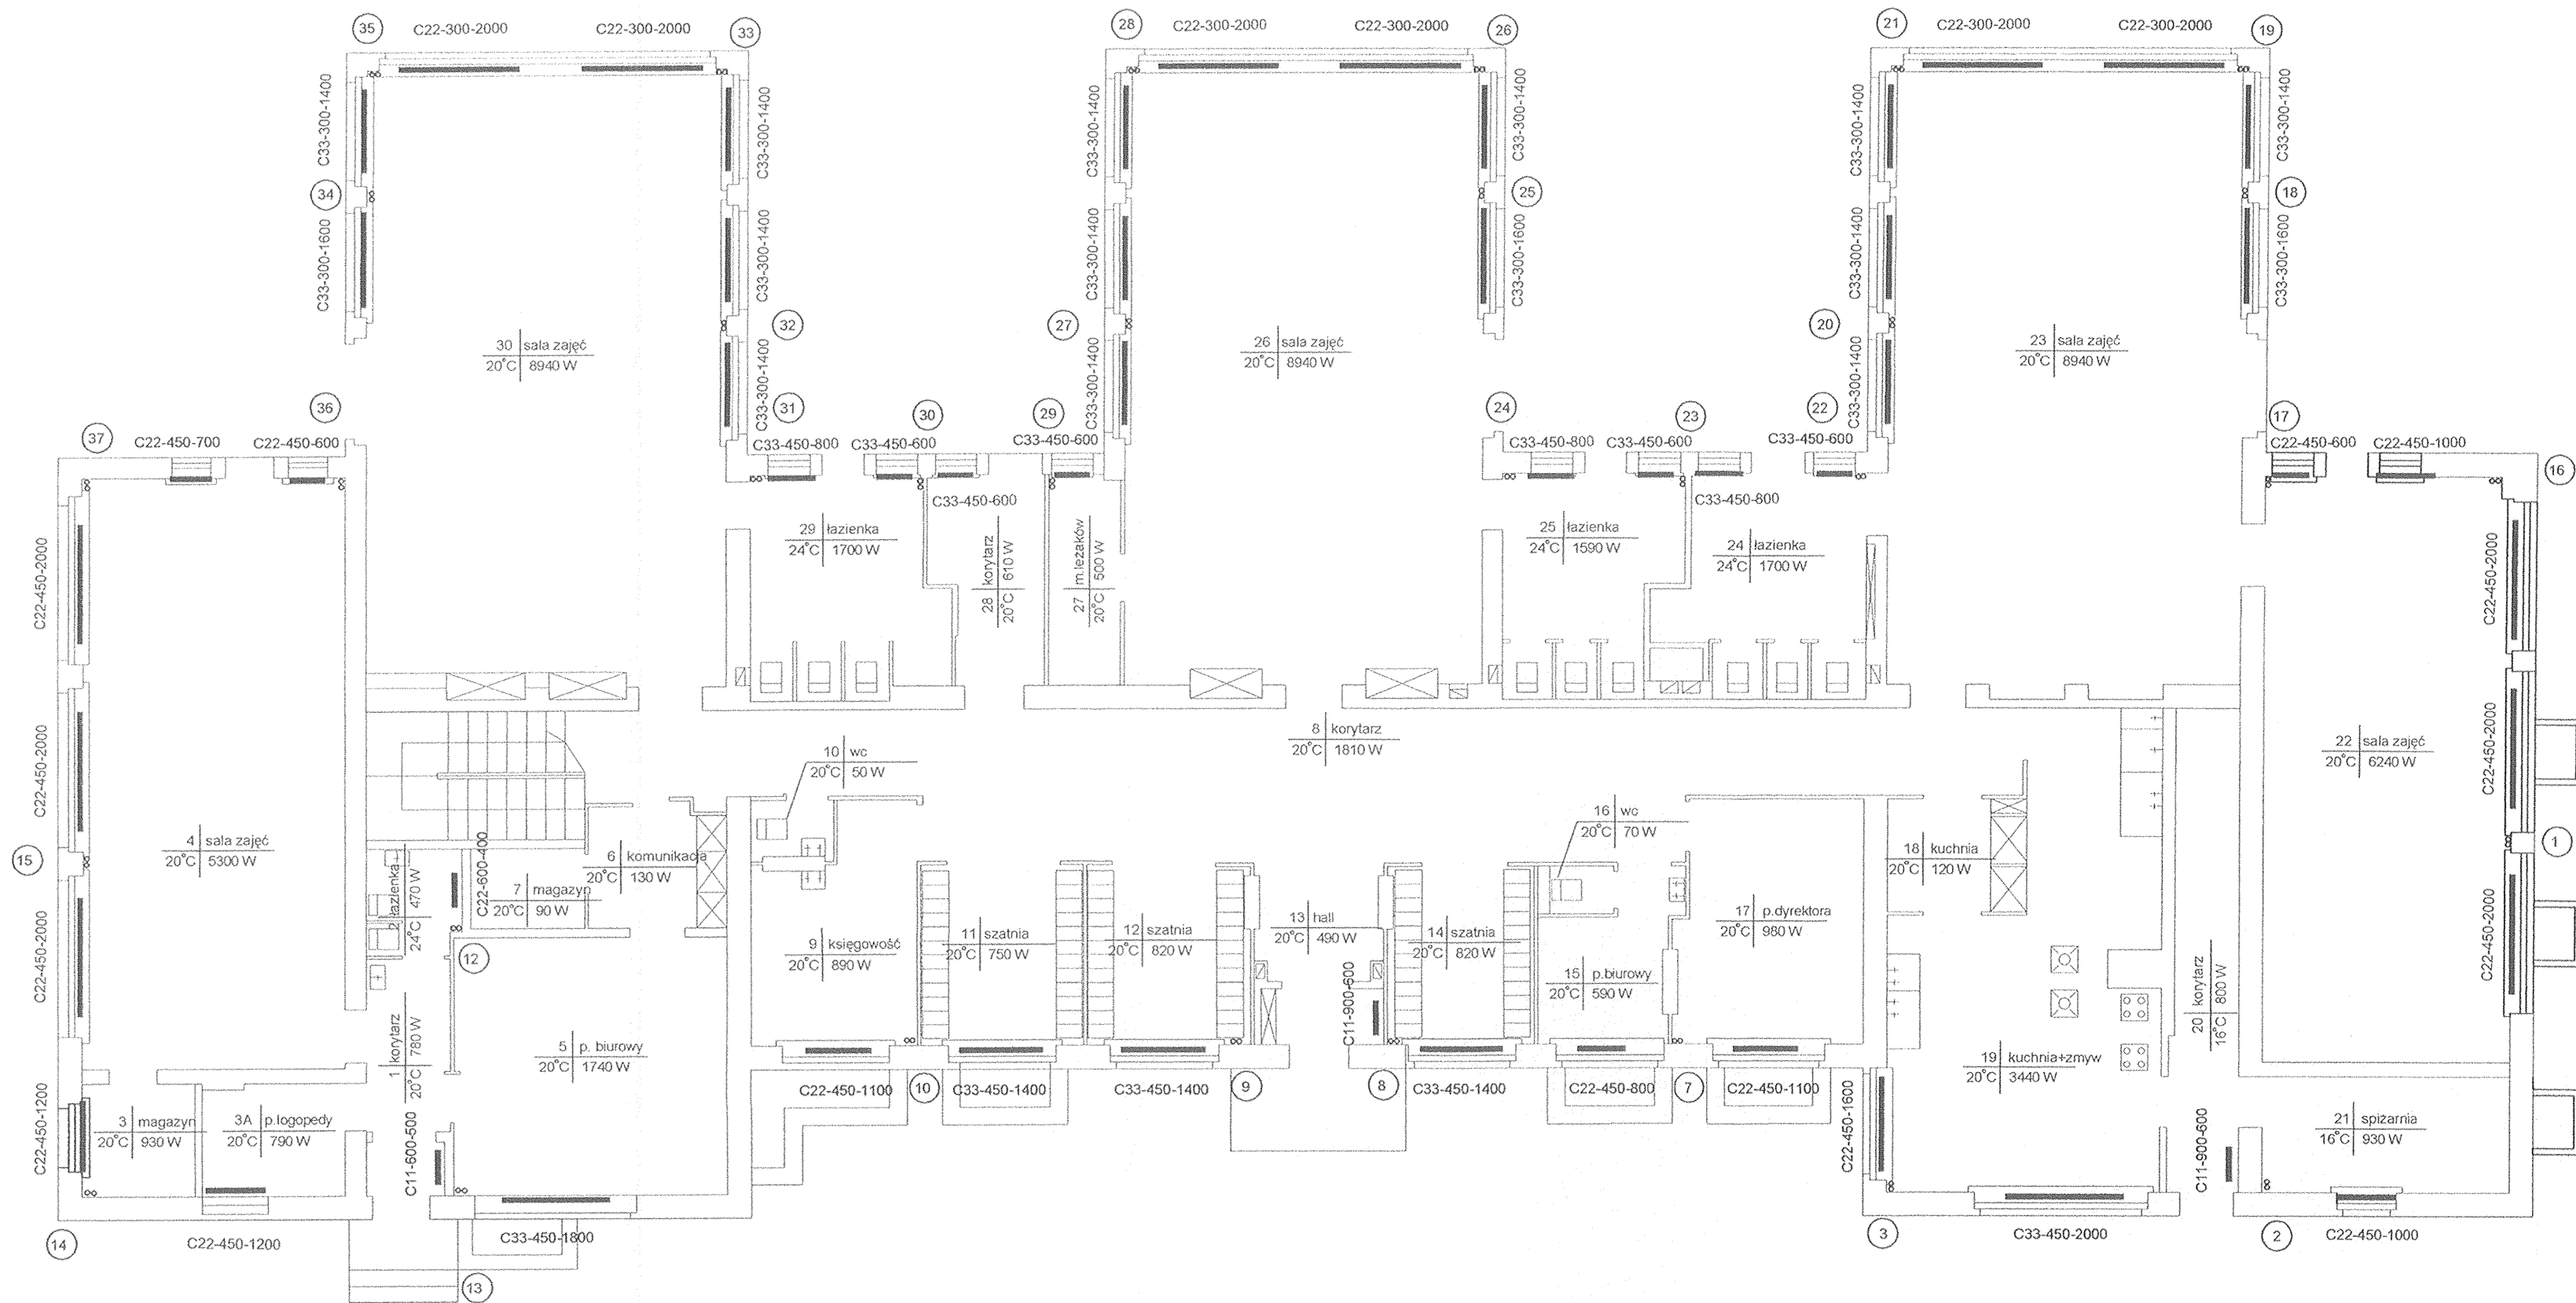 35
C22-300-2000
C22-300-2000
33
28
C22-300-2000
C22-300-2000
26
21
C22-300-2000
C22-300-2000
19
C33-300-1400
C33-300-1400
C33-300-1400
C33-300-1400
C33-300-1400
C33-300-1400
34
25
18
C33-300-1600
C33-300-1400
C33-300-1400
C33-300-1600
C33-300-1400
C33-300-1600
32
27
20
30 sala zajęć
20°C 8940 W
26 sala zajęć
20°C 8940 W
23 sala zajęć
20°C 8940 W
C33-300-1400
C33-300-1400
C33-300-1400
36
31
30
29
24
23
22
17
37
C22-450-700
C22-450-600
C33-450-800
C33-450-600
C33-450-600
C33-450-800
C33-450-600
C33-450-600
C22-450-600
C22-450-1000
16
C33-450-600
C33-450-800
29 łazienka
24°C 1700 W
28 korytarz
20°C 610 W
27 m.leżaków
20°C 500 W
25 łazienka
24°C 1590 W
24 łazienka
24°C 1700 W
C22-450-2000
C22-450-2000
8 korytarz
20°C 1810 W
10 wc
20°C 50 W
22 sala zajęć
20°C 6240 W
C22-450-2000
C22-450-2000
4 sala zajęć
20°C 5300 W
15
16 wc
20°C 70 W
1
2 łazienka
24°C 470 W
C22-600-400
6 komunikacja
20°C 130 W
7 magazyn
20°C 90 W
18 kuchnia
20°C 120 W
C22-450-2000
C22-450-2000
12
9 księgowość
20°C 890 W
11 szatnia
20°C 750 W
12 szatnia
20°C 820 W
13 hall
20°C 490 W
14 szatnia
20°C 820 W
17 p.dyrektora
20°C 980 W
15 p.biurowy
20°C 590 W
C11-900-600
20 korytarz
16°C 800 W
1 korytarz
20°C 780 W
5 p. biurowy
20°C 1740 W
19 kuchnia+zmyw
20°C 3440 W
C22-450-1100
10
C33-450-1400
C33-450-1400
9
8
C33-450-1400
C22-450-800
7
C22-450-1100
C22-450-1600
C22-450-1200
3 magazyn
20°C 930 W
3A p.logopedy
20°C 790 W
C11-600-500
C11-900-600
21 spiżarnia
16°C 930 W
14
C22-450-1200
C33-450-1800
13
3
C33-450-2000
2
C22-450-1000